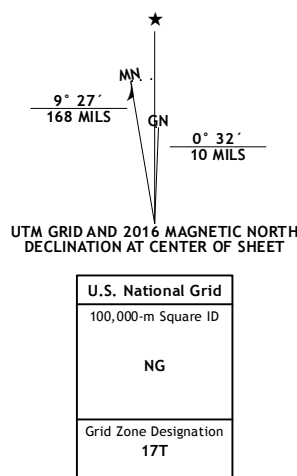 ★
MN
GN
9° 27´
168 MILS
0° 32´
10 MILS
UTM GRID AND 2016 MAGNETIC NORTH
DECLINATION AT CENTER OF SHEET
U.S. National Grid
100,000-m Square ID
NG
Grid Zone Designation
17T